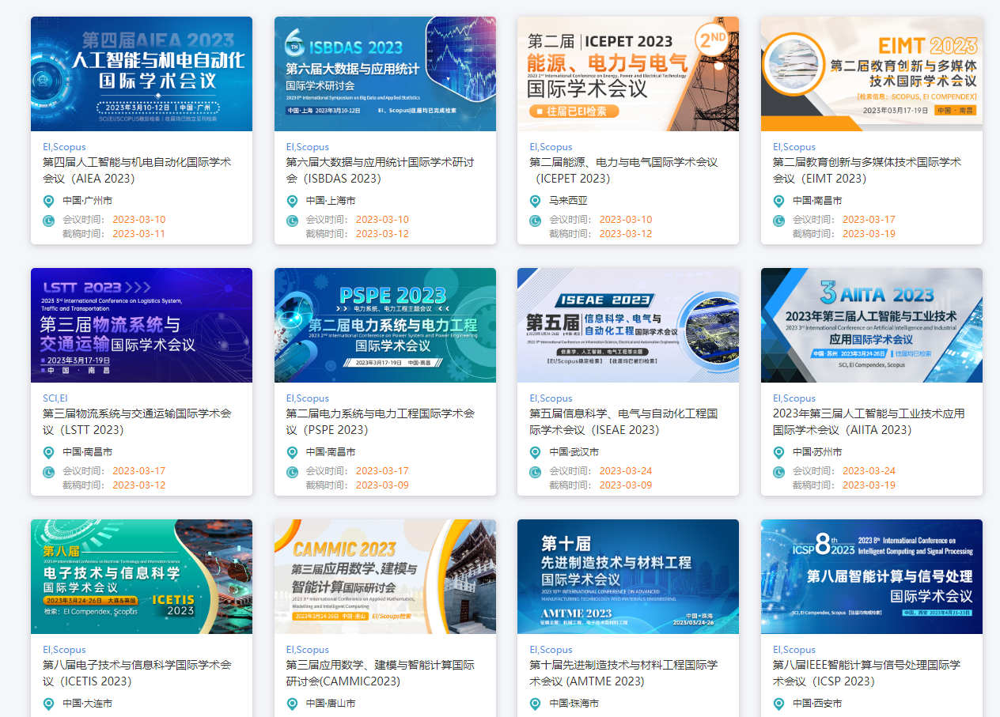 第四届AIEA 2023
人工智能与机电自动化
国际学术会议
2023年3月10-12日 | 中国·广州
SCI/EI/SCOPUS稳定检索 | 往届均已独立见刊检索
EI,Scopus
第四届人工智能与机电自动化国际学术
会议（AIEA 2023）
中国·广州市
会议时间： 2023-03-10
截稿时间： 2023-03-11
6TH ISBDAS 2023
第六届大数据与应用统计
国际学术研讨会
2023 6th International Symposium on Big Data and Applied Statistics
中国·上海 2023年3月10-12日
EI、Scopus|往届均已完成检索
EI,Scopus
第六届大数据与应用统计国际学术研讨
会（ISBDAS 2023）
中国·上海市
会议时间： 2023-03-10
截稿时间： 2023-03-12
第二届 | ICEPET 2023
2ND
能源、电力与电气
2023 2nd International Conference on Energy, Power and Electrical Technology
国际学术会议
往届已EI检索
EI,Scopus
第二届能源、电力与电气国际学术会议
（ICEPET 2023）
马来西亚
会议时间： 2023-03-10
截稿时间： 2023-03-12
EIMT 2023
第二届教育创新与多媒体
技术国际学术会议
[检索信息：SCOPUS, EI COMPENDEX]
2023年03月17-19日 中国 · 南昌
EI,Scopus
第二届教育创新与多媒体技术国际学术
会议（EIMT 2023）
中国·南昌市
会议时间： 2023-03-17
截稿时间： 2023-03-19
LSTT 2023
2023 3rd International Conference on Logistics System,
Traffic and Transportation
第三届物流系统与
交通运输国际学术会议
2023年3月17-19日
中 国 · 南 昌
SCI,EI
第三届物流系统与交通运输国际学术会
议（LSTT 2023）
中国·南昌市
会议时间： 2023-03-17
截稿时间： 2023-03-12
PSPE 2023
电力系统、电力工程主题会议
第二届电力系统与电力工程
2023 2nd International Conference on Power System and Power Engineering
国际学术会议
2023年3月17-19日 中国·南昌
EI,Scopus
第二届电力系统与电力工程国际学术会
议（PSPE 2023）
中国·南昌市
会议时间： 2023-03-17
截稿时间： 2023-03-09
ISEAE 2023
第五届 信息科学、电气与
自动化工程国际学术会议
2023年3月24-26日 中国·武汉
2023 5th International Conference on Information Science, Electrical and Automation Engineering
信息学、人工智能、电气工程等主题
【EI/Scopus稳定检索】【往届均已被EI检索】
EI,Scopus
第五届信息科学、电气与自动化工程国
际学术会议（ISEAE 2023）
中国·武汉市
会议时间： 2023-03-24
截稿时间： 2023-03-09
3 AIITA 2023
2023年第三届人工智能与工业技术
2023 3rd International Conference on Artificial Intelligence and Industrial
应用国际学术会议
中国·苏州 2023年3月24-26日 往届均已检索
SCI, EI Compendex, Scopus
EI,Scopus
2023年第三届人工智能与工业技术应用
国际学术会议（AIITA 2023）
中国·苏州市
会议时间： 2023-03-24
截稿时间： 2023-03-19
第八届
2023 8th International Conference on Electronic Technology and Information Science
电子技术与信息科学
国际学术会议
2023年3月24-26日 大连&英国
检索：EI Compendex, Scopus
ICETIS
2023
EI,Scopus
第八届电子技术与信息科学国际学术会
议（ICETIS 2023）
中国·大连市
CAMMIC 2023
第三届应用数学、建模与
智能计算国际研讨会
2023 3rd International Conference on Applied Mathematics,
Modelling and Intelligent Computing
2023年3月24-26日 中国·唐山 EI/Scoups检索
EI,Scopus
第三届应用数学、建模与智能计算国际
研讨会(CAMMIC2023)
中国·唐山市
第十届
先进制造技术与材料工程
国际学术会议
2023 10TH INTERNATIONAL CONFERENCE ON ADVANCED
MANUFACTURING TECHNOLOGY AND MATERIALS ENGINEERING
AMTME 2023
征稿主题：机械工程、电子技术及材料工程
中国·珠海
2023/03/24-26
EI,Scopus
第十届先进制造技术与材料工程国际学
术会议 (AMTME 2023)
中国·珠海市
ICSP 8th 2023
2023 8th International Conference on
Intelligent Computing and Signal Processing
第八届智能计算与信号处理
国际学术会议
SCI, EI Compendex, Scopus【往届均完成检索】
中国，西安 2023年4月21-23日
EI,Scopus
第八届IEEE智能计算与信号处理国际学
术会议（ICSP 2023）
中国·西安市